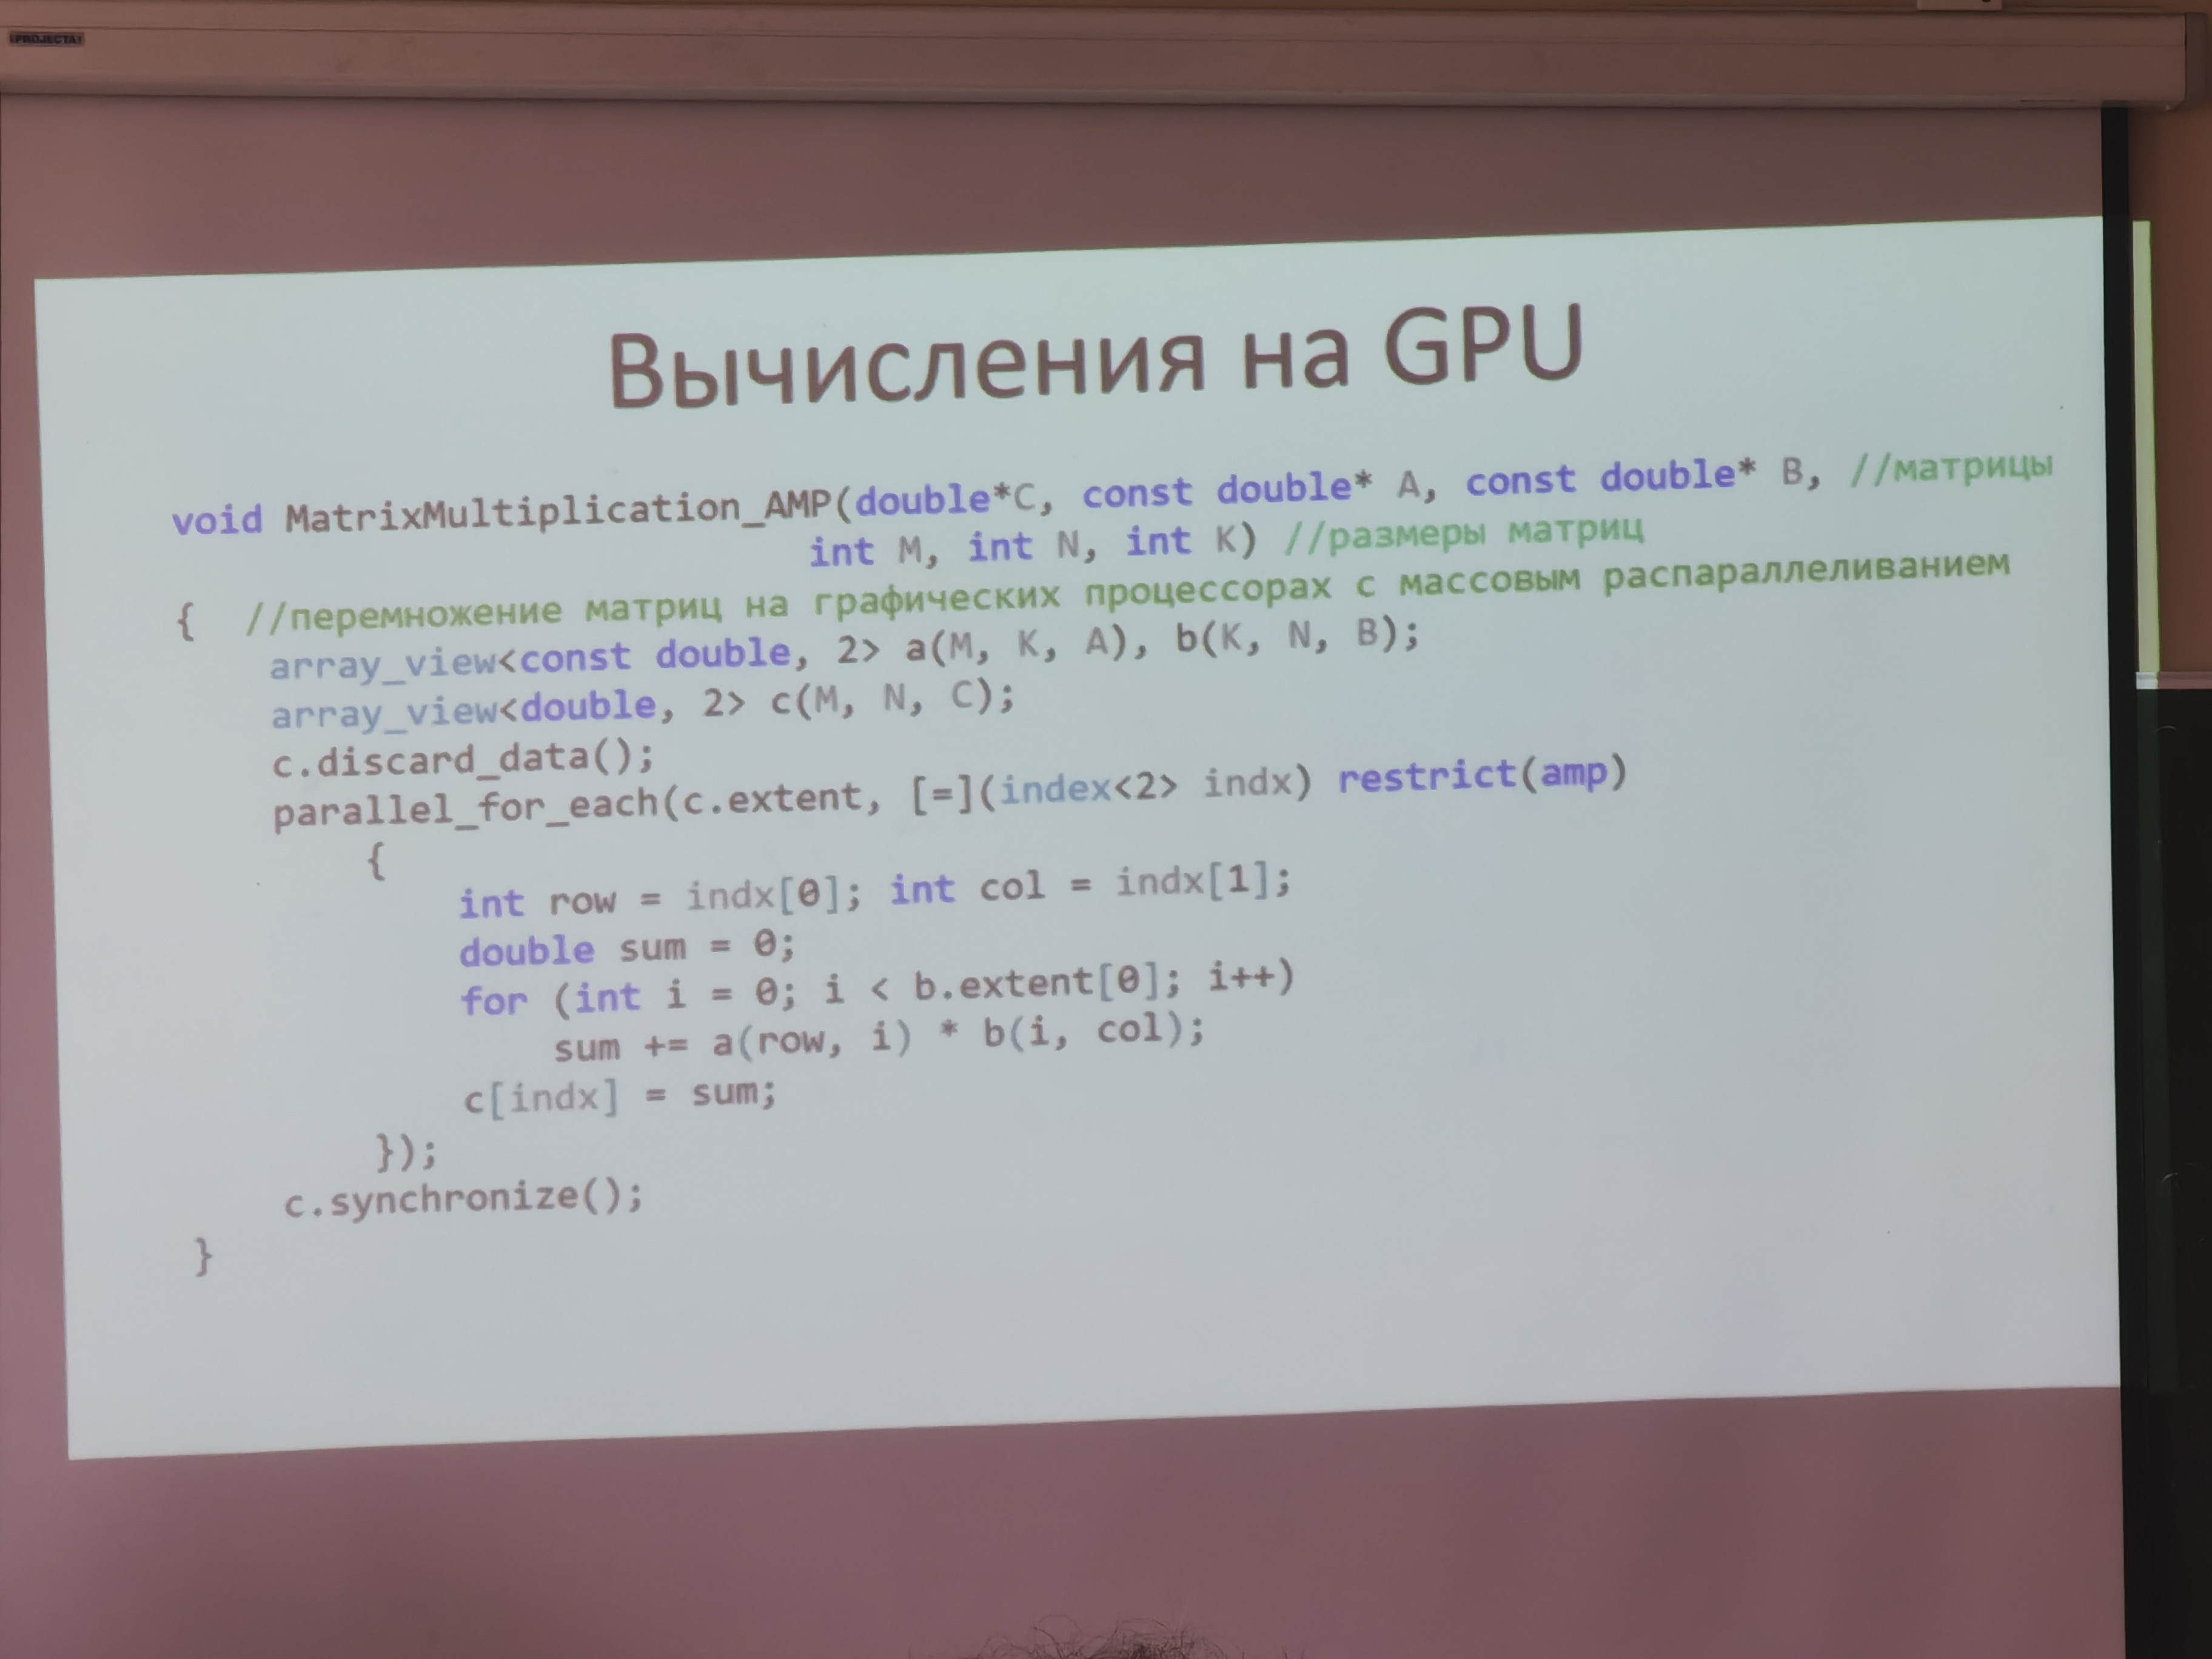 PROJECTA
Вычисления на GPU
void MatrixMultiplication_AMP(double*C, const double* A, const double* B, //матрицы
int M, int N, int K) //размеры матриц
{ //перемножение матриц на графических процессорах с массовым распараллеливанием
array_view<const double, 2> a(M, K, A), b(K, N, B);
array_view<double, 2> c(M, N, C);
c.discard_data();
parallel_for_each(c.extent, [=](index<2> indx) restrict(amp)
{
int row = indx[0]; int col = indx[1];
double sum = 0;
for (int i = 0; i < b.extent[0]; i++)
sum += a(row, i) * b(i, col);
c[indx] = sum;
});
c.synchronize();
}